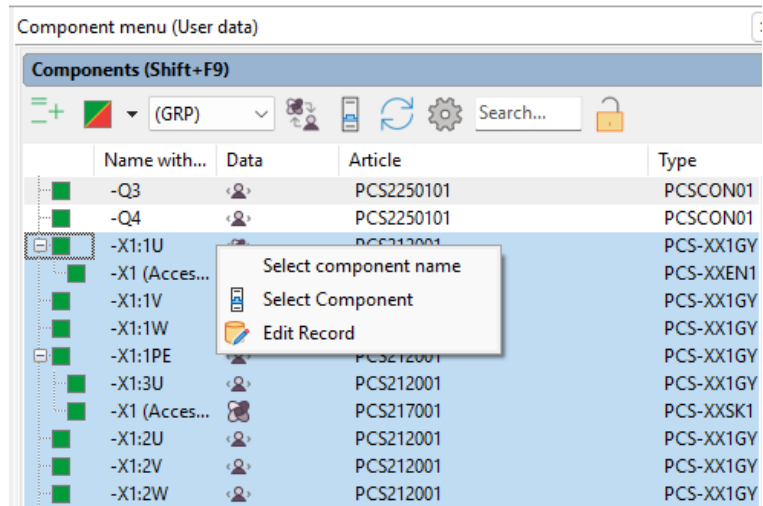 Component menu (User data)
Components (Shift+F9)
(GRP) Search...
Name with... Data Article Type
-Q3 PCS2250101 PCSCON01
-Q4 PCS2250101 PCSCON01
-X1:1U PCS212001 PCS-XX1GY
Select component name
-X1 (Acces... PCS-XXEN1
-X1:1V Select Component PCS-XX1GY
-X1:1W Edit Record PCS-XX1GY
-X1:1PE PCS212001 PCS-XX1GY
-X1:3U PCS212001 PCS-XX1GY
-X1 (Acces... PCS217001 PCS-XXSK1
-X1:2U PCS212001 PCS-XX1GY
-X1:2V PCS212001 PCS-XX1GY
-X1:2W PCS212001 PCS-XX1GY